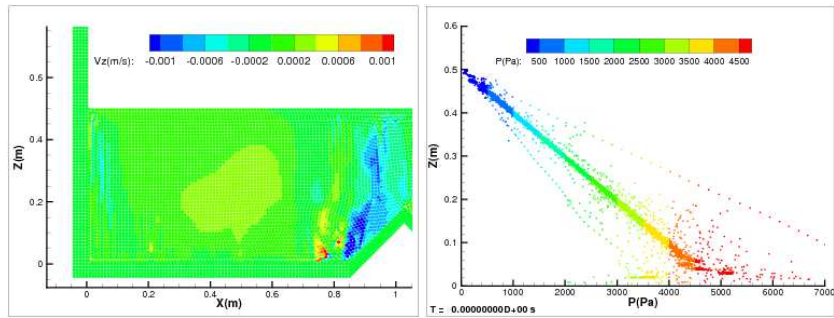 Vz(m/s): -0.001 -0.0006 -0.0002 0.0002 0.0006 0.001
0.6
0.4
0.2
0
Z(m)
0 0.2 0.4 0.6 0.8 1
X(m)
0.6
0.5
0.4
0.3
0.2
0.1
0
Z(m)
P(Pa): 500 1000 1500 2000 2500 3000 3500 4000 4500
0 1000 2000 3000 4000 5000 6000 7000
P(Pa)
T = 0.00000000D+00 s